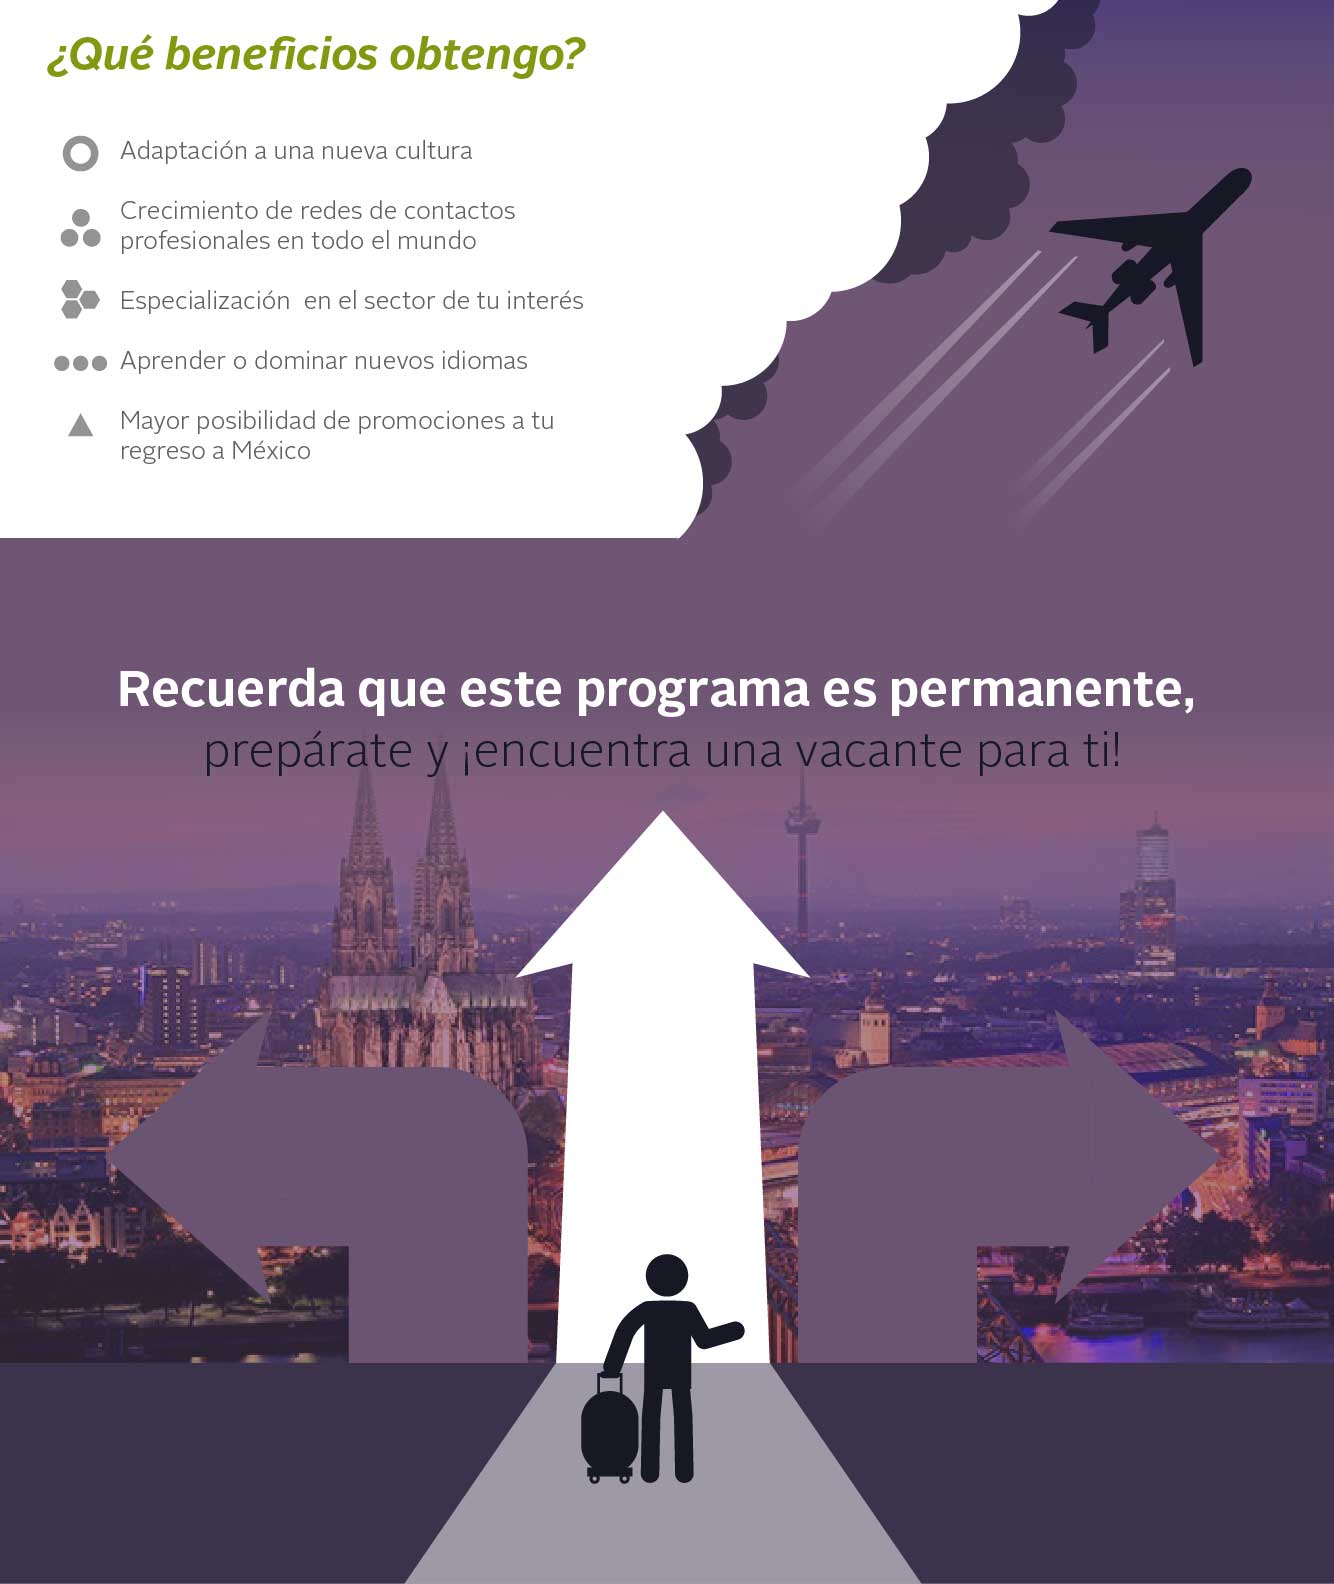 ¿Qué beneficios obtengo?
Adaptación a una nueva cultura
Crecimiento de redes de contactos
profesionales en todo el mundo
Especialización  en el sector de tu interés
Aprender o dominar nuevos idiomas
Mayor posibilidad de promociones a tu
regreso a México
Recuerda que este programa es permanente,
prepárate y ¡encuentra una vacante para ti!